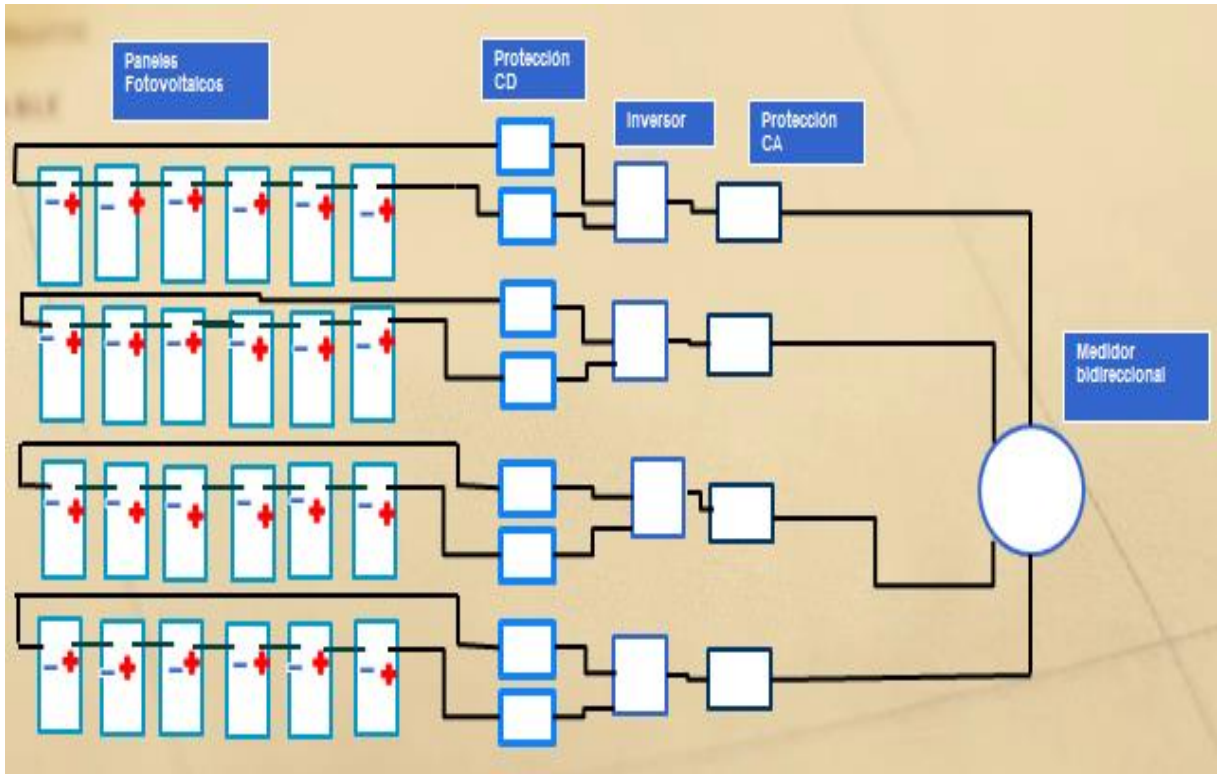 Paneles
Fotovoltaicos
Protección
CD
Inversor
Protección
CA
Medidor
bidireccional